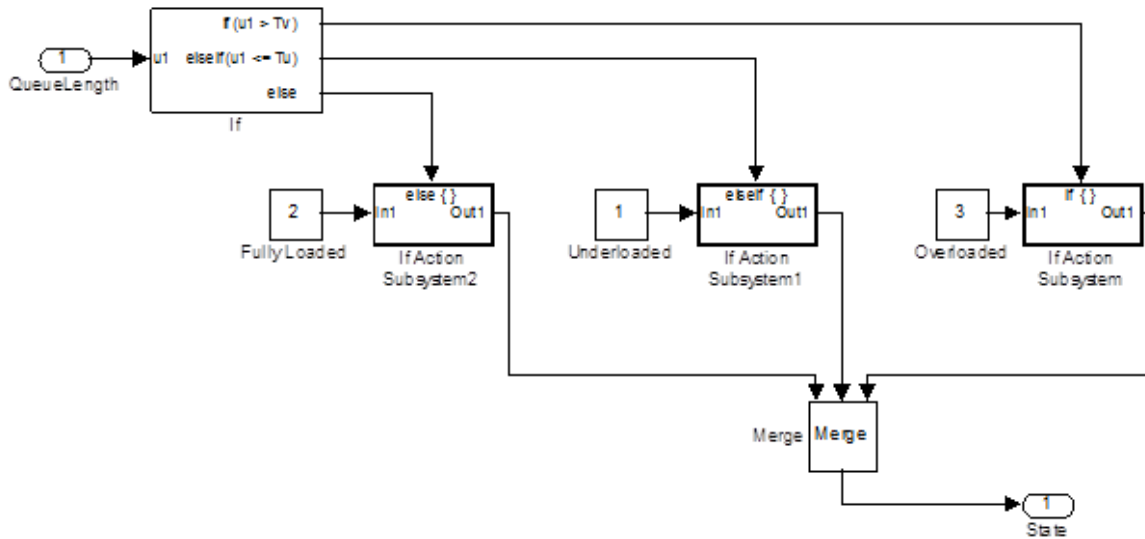 if(u1 > Tv)
1
u1
elseif(u1 <= Tu)
QueueLength
else
If
else { }
elseif { }
if { }
2
In1
Out1
1
In1
Out1
3
In1
Out1
Fully Loaded
If Action
Subsystem2
Underloaded
If Action
Subsystem1
Overloaded
If Action
Subsystem
Merge
Merge
1
State